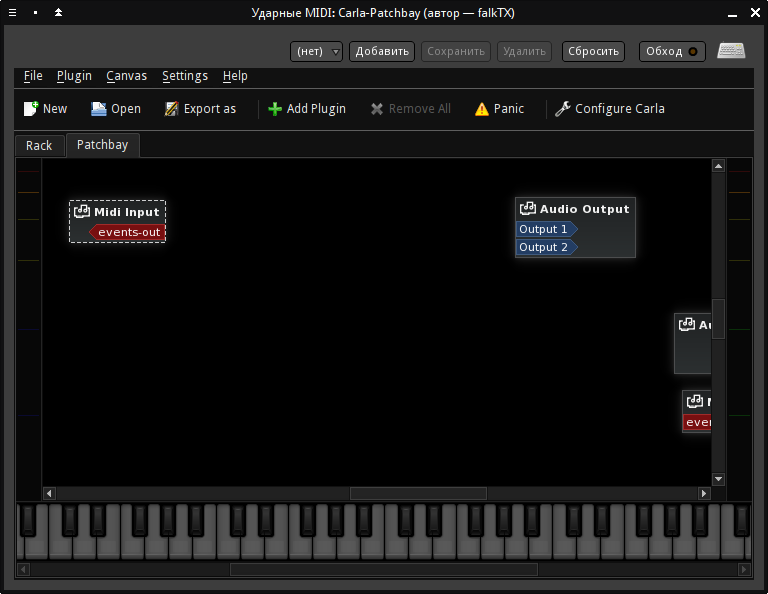 Ударные MIDI: Carla-Patchbay (автор — falkTX)
(нет) Добавить Сохранить Удалить Сбросить Обход
File Plugin Canvas Settings Help
New Open Export as Add Plugin Remove All Panic Configure Carla
Rack Patchbay
Midi Input
events-out
Audio Output
Output 1
Output 2